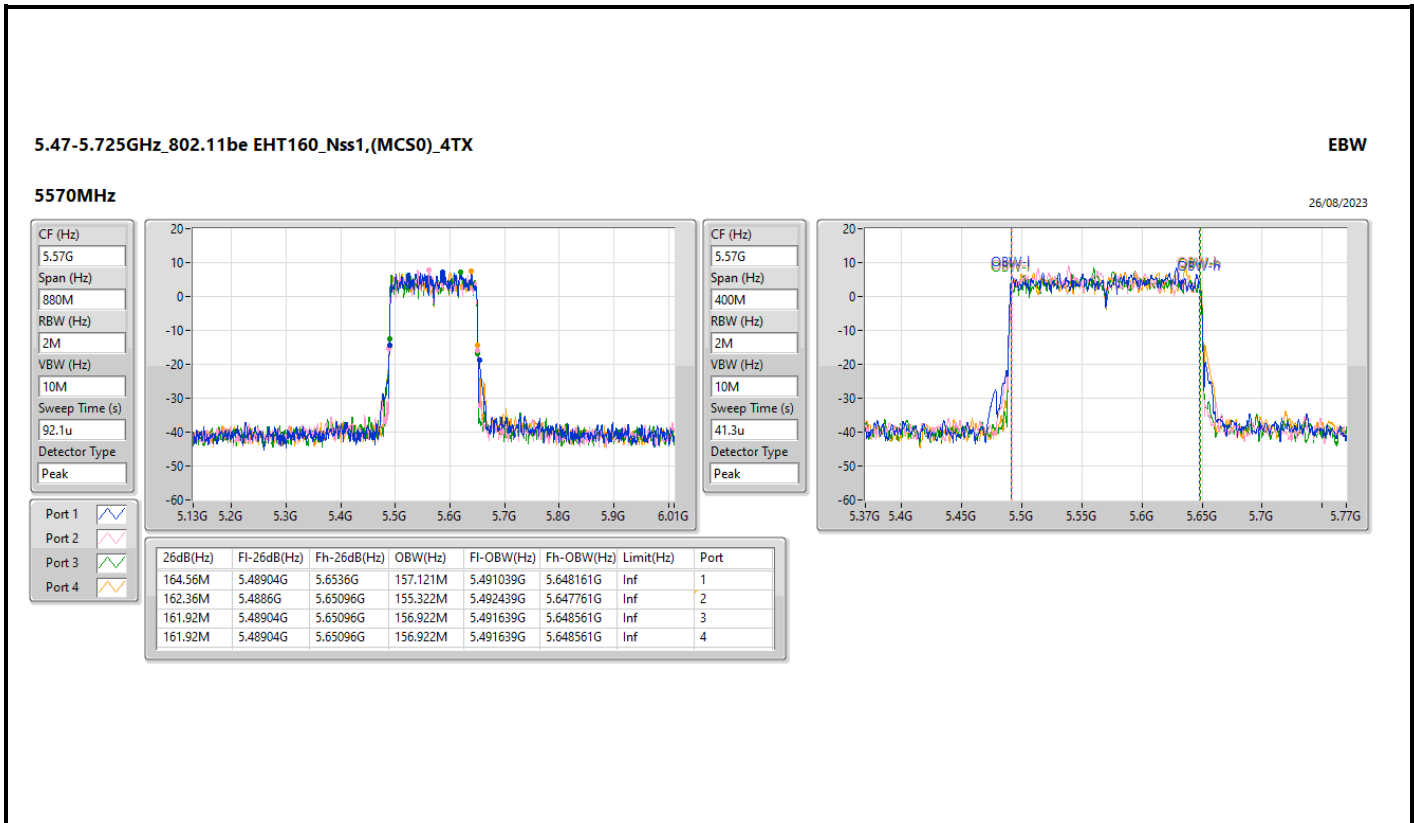 5.47-5.725GHz_802.11be EHT160_Nss1,(MCS0)_4TX
EBW
5570MHz
26/08/2023
CF (Hz)
5.57G
Span (Hz)
880M
RBW (Hz)
2M
VBW (Hz)
10M
Sweep Time (s)
92.1u
Detector Type
Peak
20
10
0
-10
-20
-30
-40
-50
-60
5.13G 5.2G 5.3G 5.4G 5.5G 5.6G 5.7G 5.8G 5.9G 6.01G
CF (Hz)
5.57G
Span (Hz)
400M
RBW (Hz)
2M
VBW (Hz)
10M
Sweep Time (s)
41.3u
Detector Type
Peak
20
10
0
-10
-20
-30
-40
-50
-60
OBW-l OBW-h
5.37G 5.4G 5.45G 5.5G 5.55G 5.6G 5.65G 5.7G 5.77G
Port 1
Port 2
Port 3
Port 4
26dB(Hz) Fl-26dB(Hz) Fh-26dB(Hz) OBW(Hz) Fl-OBW(Hz) Fh-OBW(Hz) Limit(Hz) Port
164.56M 5.48904G 5.6536G 157.121M 5.491039G 5.648161G Inf 1
162.36M 5.4886G 5.65096G 155.322M 5.492439G 5.647761G Inf 2
161.92M 5.48904G 5.65096G 156.922M 5.491639G 5.648561G Inf 3
161.92M 5.48904G 5.65096G 156.922M 5.491639G 5.648561G Inf 4